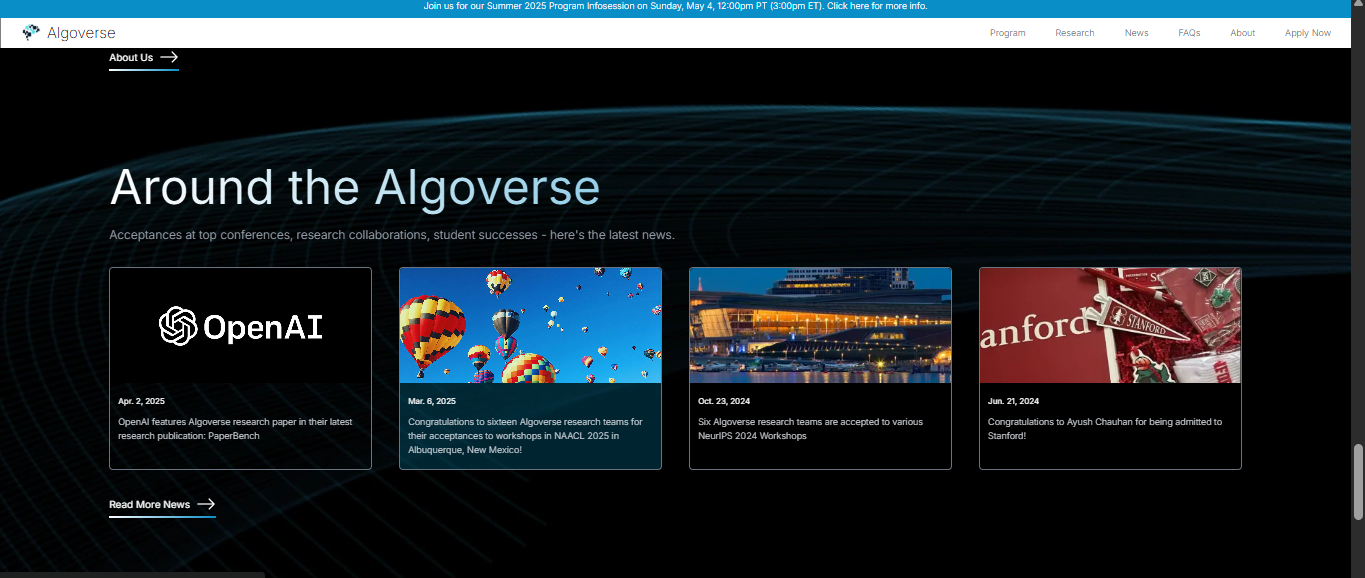 Join us for our Summer 2025 Program Infosession on Sunday, May 4, 12:00pm PT (3:00pm ET). Click here for more info.
Algoverse
Program
Research
News
FAQs
About
Apply Now
About Us
Around the Algoverse
Acceptances at top conferences, research collaborations, student successes - here's the latest news.
OpenAI
Apr. 2, 2025
OpenAI features Algoverse research paper in their latest
research publication: PaperBench
Mar. 6, 2025
Congratulations to sixteen Algoverse research teams for
their acceptances to workshops in NAACL 2025 in
Albuquerque, New Mexico!
Oct. 23, 2024
Six Algoverse research teams are accepted to various
NeurIPS 2024 Workshops
anford
STANFORD
Jun. 21, 2024
Congratulations to Ayush Chauhan for being admitted to
Stanford!
Read More News